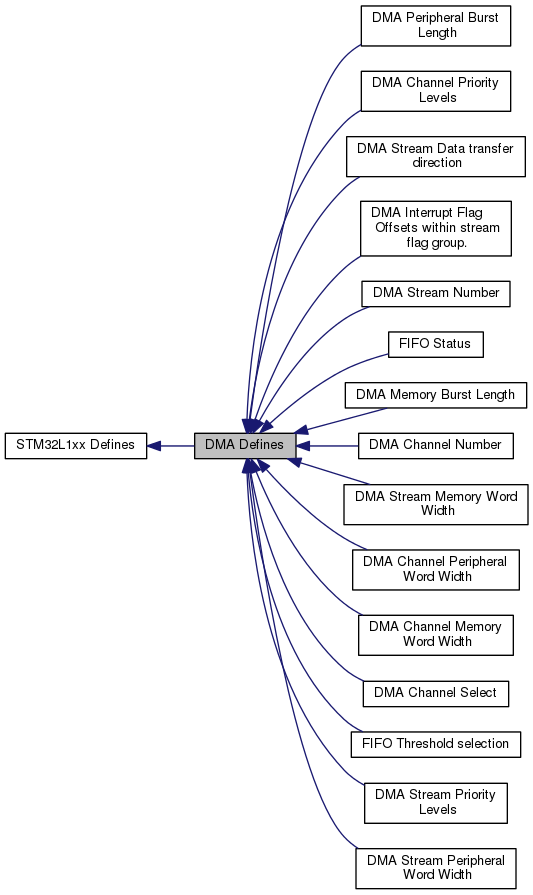 DMA Peripheral Burst
Length
DMA Channel Priority
Levels
DMA Stream Data transfer
direction
DMA Interrupt Flag
Offsets within stream
flag group.
DMA Stream Number
FIFO Status
DMA Memory Burst Length
STM32L1xx Defines
DMA Defines
DMA Channel Number
DMA Stream Memory Word
Width
DMA Channel Peripheral
Word Width
DMA Channel Memory
Word Width
DMA Channel Select
FIFO Threshold selection
DMA Stream Priority
Levels
DMA Stream Peripheral
Word Width